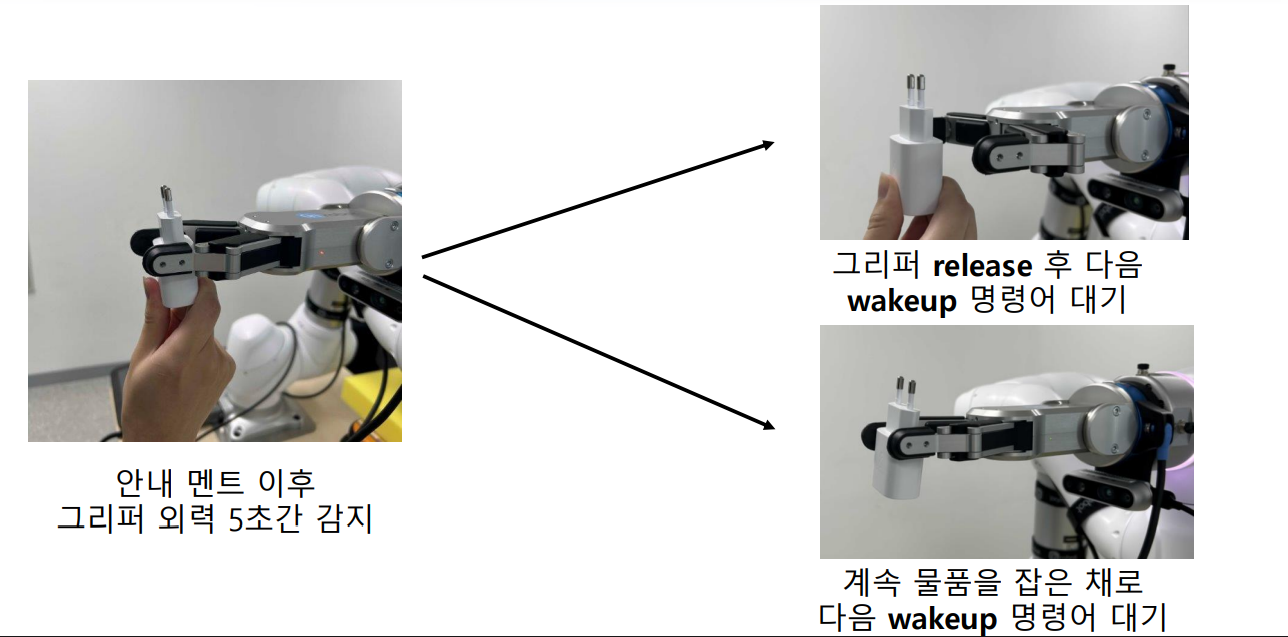 안내 멘트 이후
그리퍼 외력 5초간 감지
그리퍼 release 후 다음
wakeup 명령어 대기
계속 물품을 잡은 채로
다음 wakeup 명령어 대기